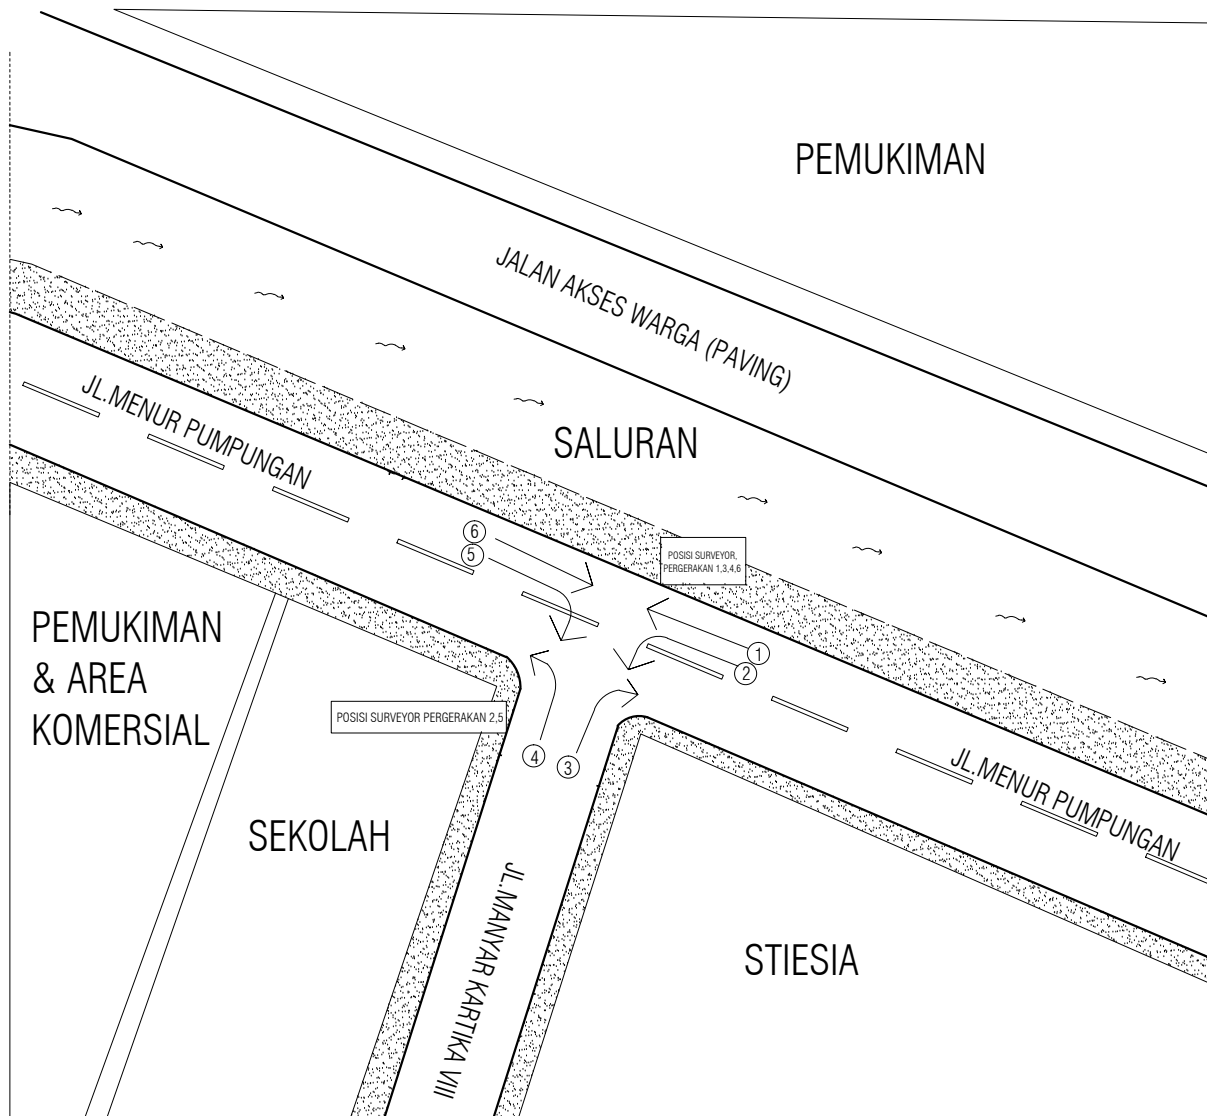 PEMUKIMAN
JALAN AKSES WARGA (PAVING)
JL.MENUR PUMPUNGAN
SALURAN
6
5
POSISI SURVEYOR,
PERGERAKAN 1,3,4,6
PEMUKIMAN
& AREA
KOMERSIAL
1
2
POSISI SURVEYOR PERGERAKAN 2,5
4
3
JL.MENUR PUMPUNGAN
SEKOLAH
JL.MANYAR KARTIKA VIII
STIESIA